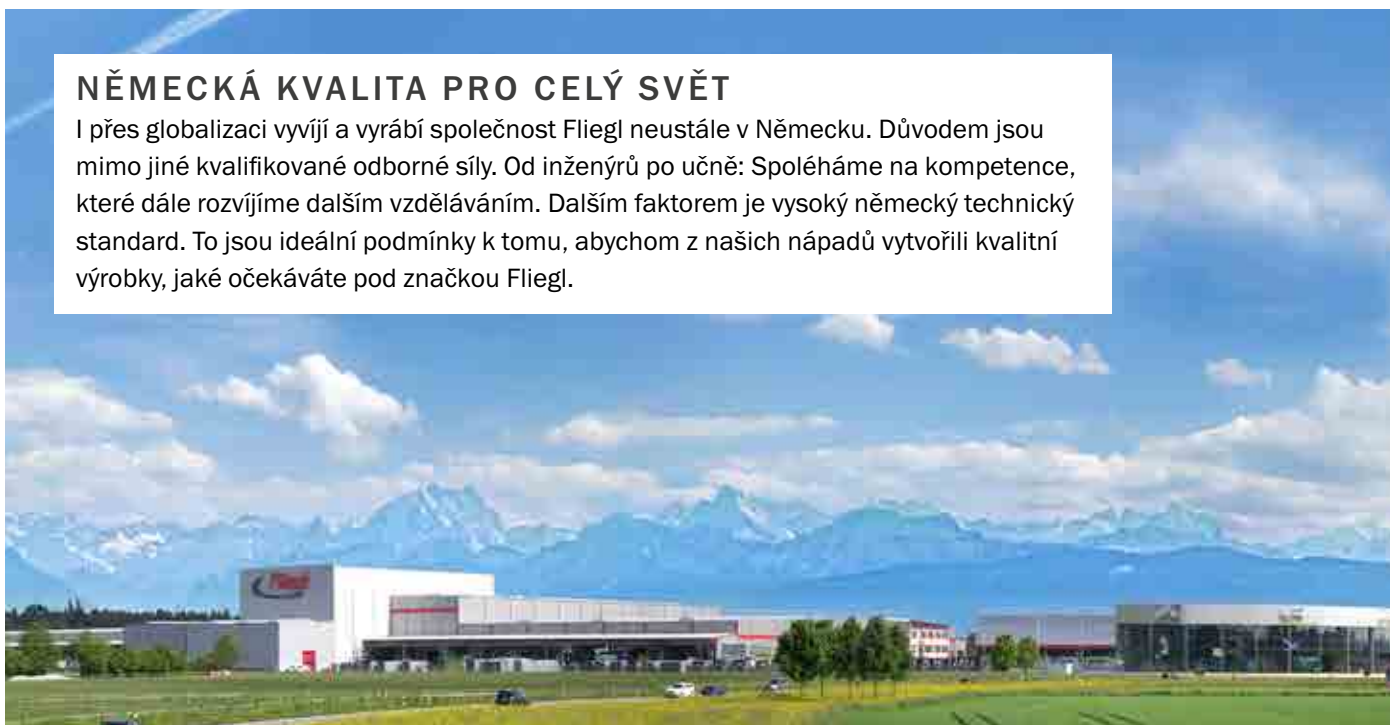 NĚMECKÁ KVALITA PRO CELÝ SVĚT
I přes globalizaci vyvíjí a vyrábí společnost Fliegl neustále v Německu. Důvodem jsou
mimo jiné kvalifikované odborné síly. Od inženýrů po učně: Spoléháme na kompetence,
které dále rozvíjíme dalším vzděláváním. Dalším faktorem je vysoký německý technický
standard. To jsou ideální podmínky k tomu, abychom z našich nápadů vytvořili kvalitní
výrobky, jaké očekáváte pod značkou Fliegl.
Fliegl